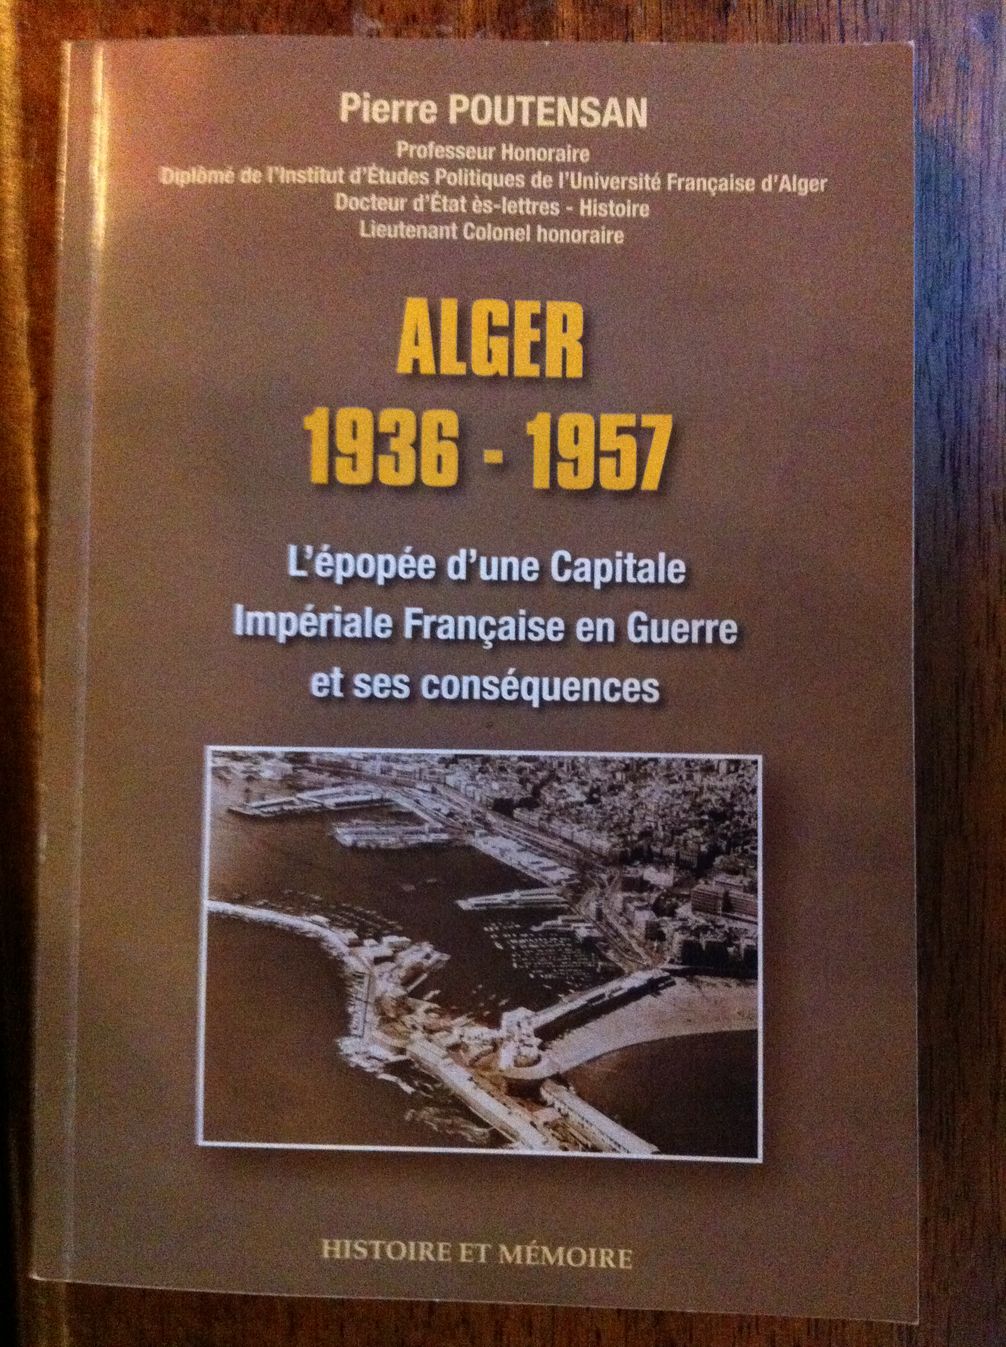 Pierre POUTENSAN
Professeur Honoraire
Diplômé de l'Institut d'Études Politiques de l'Université Française d'Alger
Docteur d'État ès-lettres - Histoire
Lieutenant Colonel honoraire
ALGER
1936 - 1957
L'épopée d'une Capitale
Impériale Française en Guerre
et ses conséquences
HISTOIRE ET MÉMOIRE